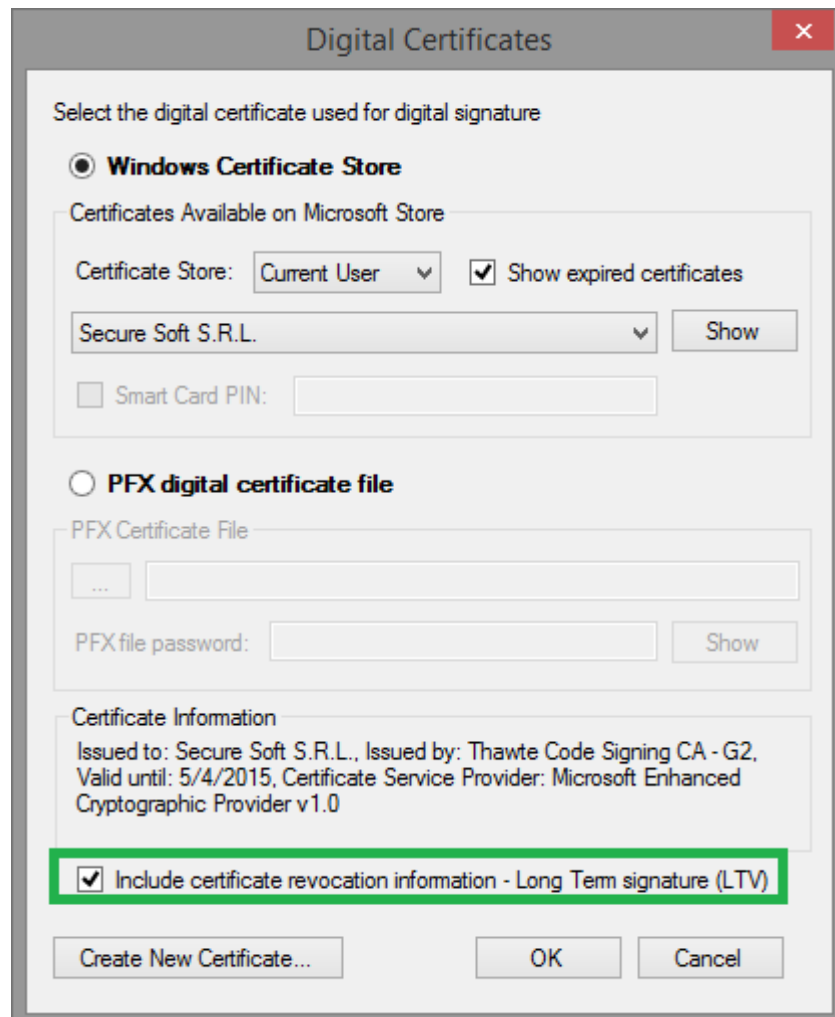 Digital Certificates
Select the digital certificate used for digital signature
Windows Certificate Store
Certificates Available on Microsoft Store
Certificate Store: Current User Show expired certificates
Secure Soft S.R.L. Show
Smart Card PIN:
PFX digital certificate file
PFX Certificate File
...
PFX file password: Show
Certificate Information
Issued to: Secure Soft S.R.L., Issued by: Thawte Code Signing CA - G2,
Valid until: 5/4/2015, Certificate Service Provider: Microsoft Enhanced
Cryptographic Provider v1.0
Include certificate revocation information - Long Term signature (LTV)
Create New Certificate... OK Cancel